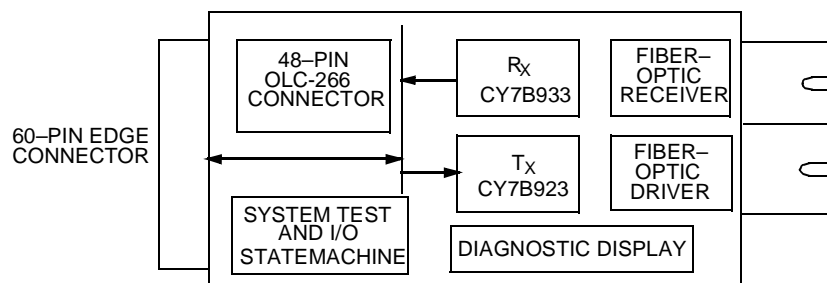 60–PIN EDGE
CONNECTOR
48–PIN
OLC-266
CONNECTOR
RX
CY7B933
FIBER–
OPTIC
RECEIVER
TX
CY7B923
FIBER–
OPTIC
DRIVER
SYSTEM TEST
AND I/O
STATEMACHINE
DIAGNOSTIC DISPLAY